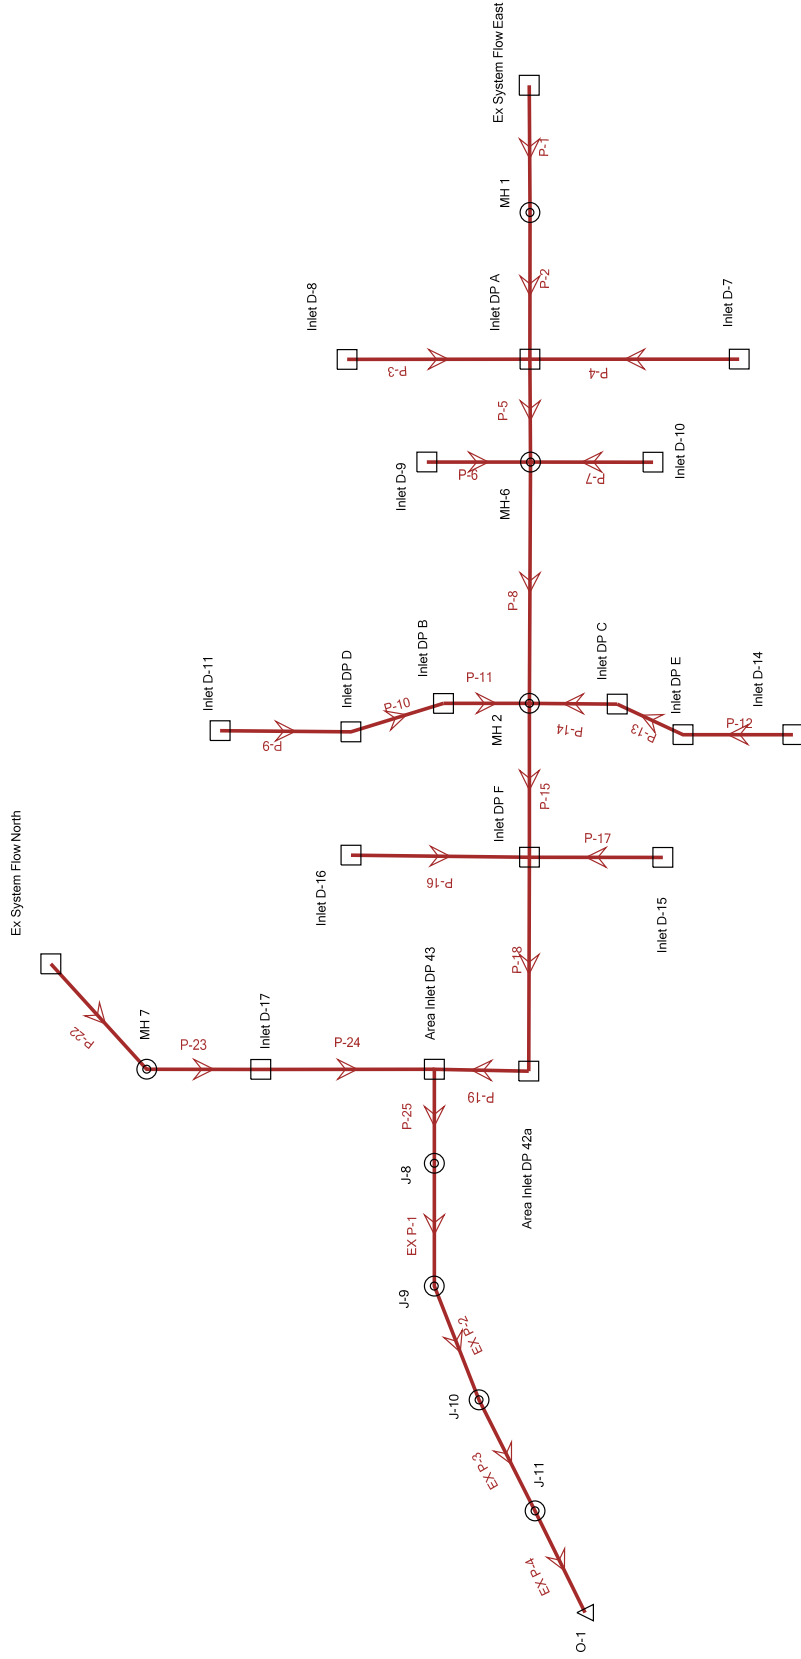 Ex System Flow East
P-1
MH 1
P-2
Inlet DP A
Inlet D-8
Inlet D-7
P-3
P-4
P-5
Inlet D-9
P-6
P-7
Inlet D-10
MH-6
P-8
Inlet D-11
Inlet DP D
Inlet DP B
P-9
P-10
P-11
MH 2
Inlet DP C
Inlet DP E
Inlet D-14
P-14
P-13
P-12
P-15
Inlet DP F
Inlet D-16
P-16
P-17
Inlet D-15
P-18
Ex System Flow North
P-22
MH 7
P-23
Inlet D-17
P-24
Area Inlet DP 43
P-19
Area Inlet DP 42a
P-25
J-8
EX P-1
J-9
EX P-2
J-10
EX P-3
J-11
EX P-4
O-1